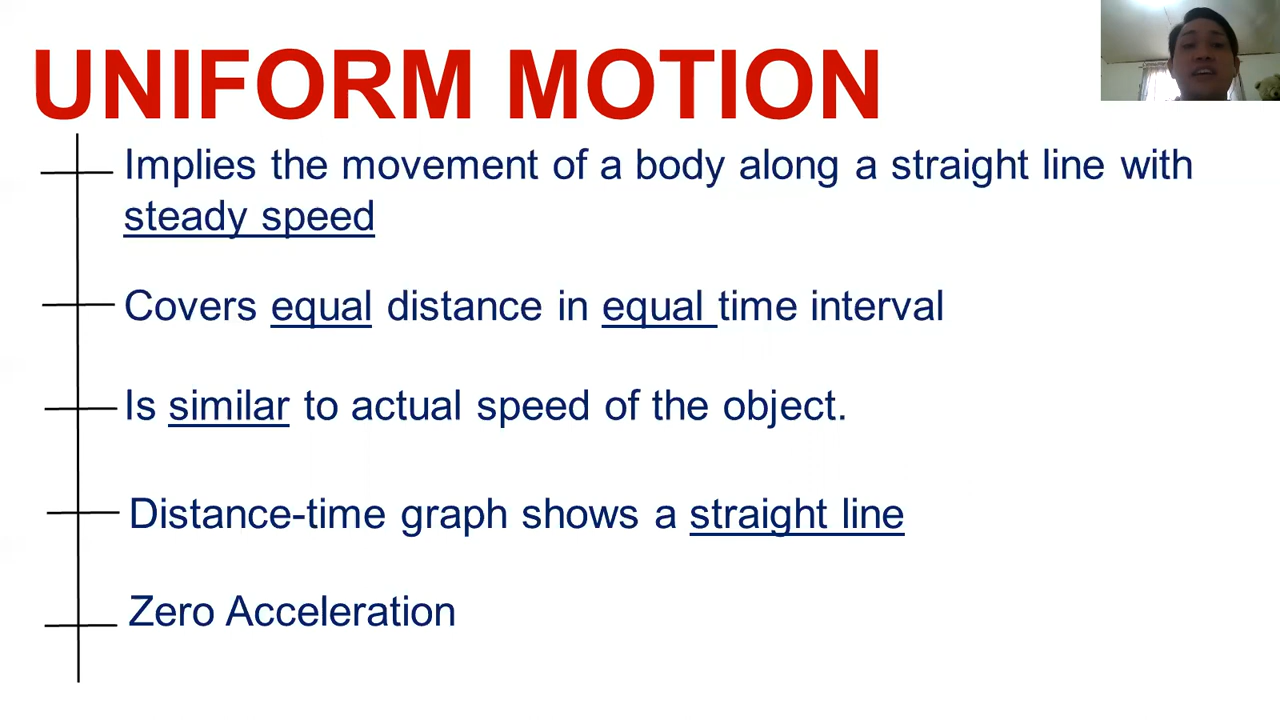 UNIFORM MOTION
Implies the movement of a body along a straight line with
steady speed
Covers equal distance in equal time interval
Is similar to actual speed of the object.
Distance-time graph shows a straight line
Zero Acceleration